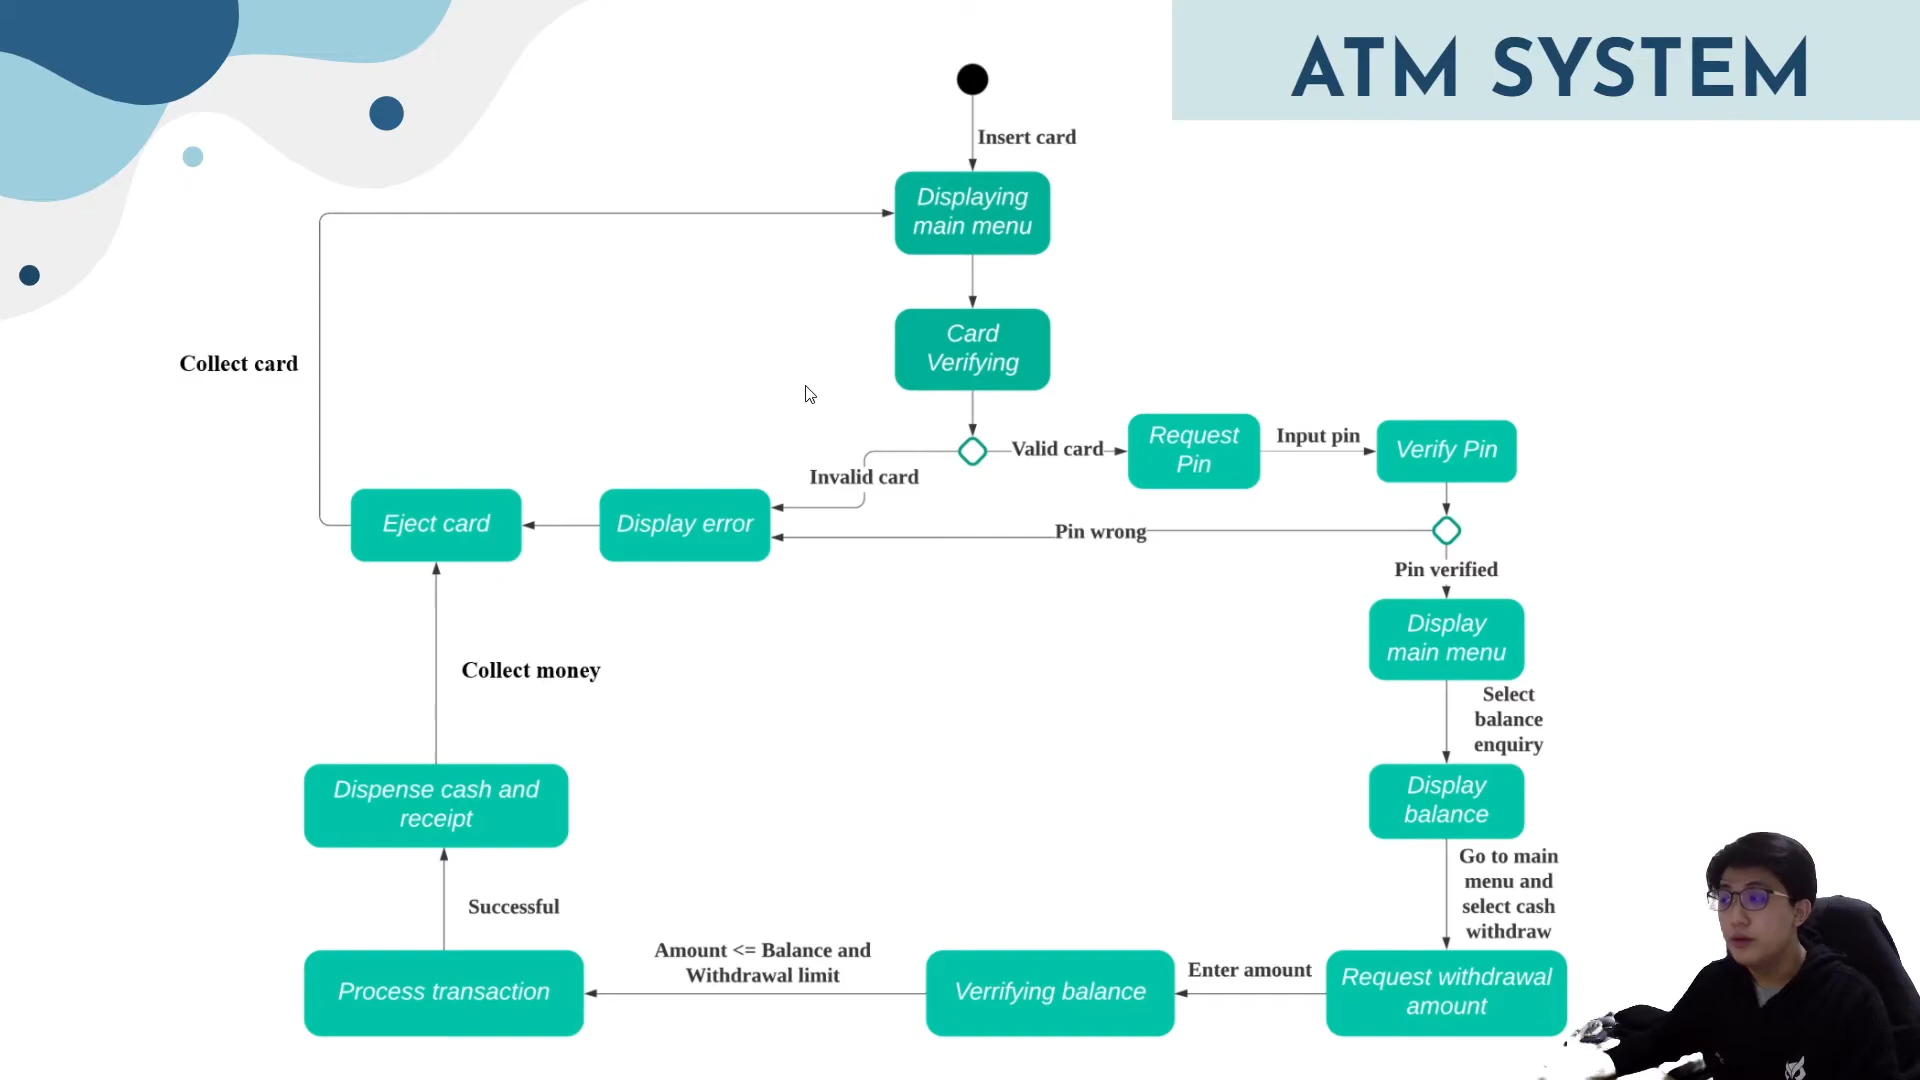 ATM SYSTEM
Insert card
Displaying
main menu
Card
Verifying
Collect card
Valid card
Request
Pin
Input pin
Verify Pin
Invalid card
Eject card
Display error
Pin wrong
Pin verified
Display
main menu
Select
balance
enquiry
Collect money
Display
balance
Dispense cash and
receipt
Go to main
menu and
select cash
withdraw
Successful
Process transaction
Amount <= Balance and
Withdrawal limit
Verrifying balance
Enter amount
Request withdrawal
amount